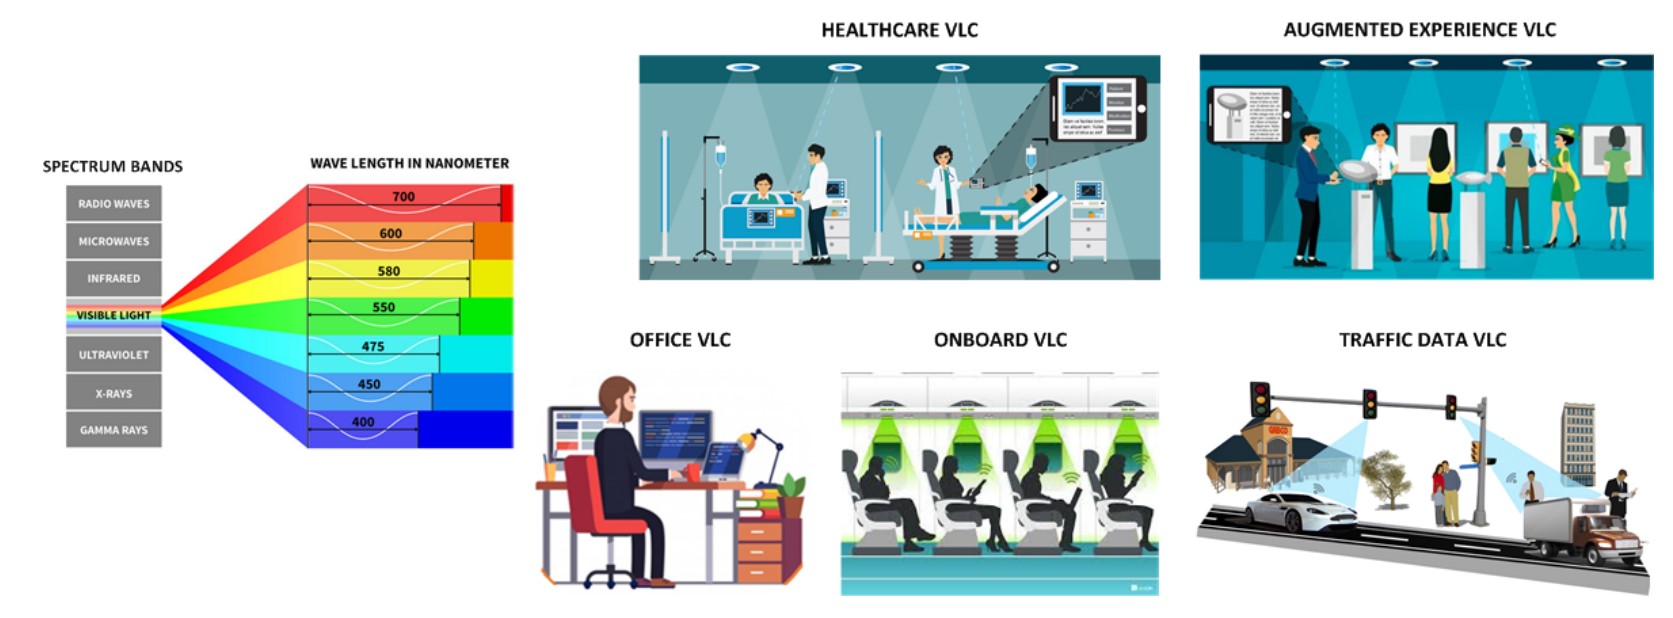 HEALTHCARE VLC
AUGMENTED EXPERIENCE VLC
SPECTRUM BANDS
WAVE LENGTH IN NANOMETER
RADIO WAVES
MICROWAVES
INFRARED
VISIBLE LIGHT
ULTRAVIOLET
X-RAYS
GAMMA RAYS
700
600
580
550
475
450
400
OFFICE VLC
ONBOARD VLC
TRAFFIC DATA VLC